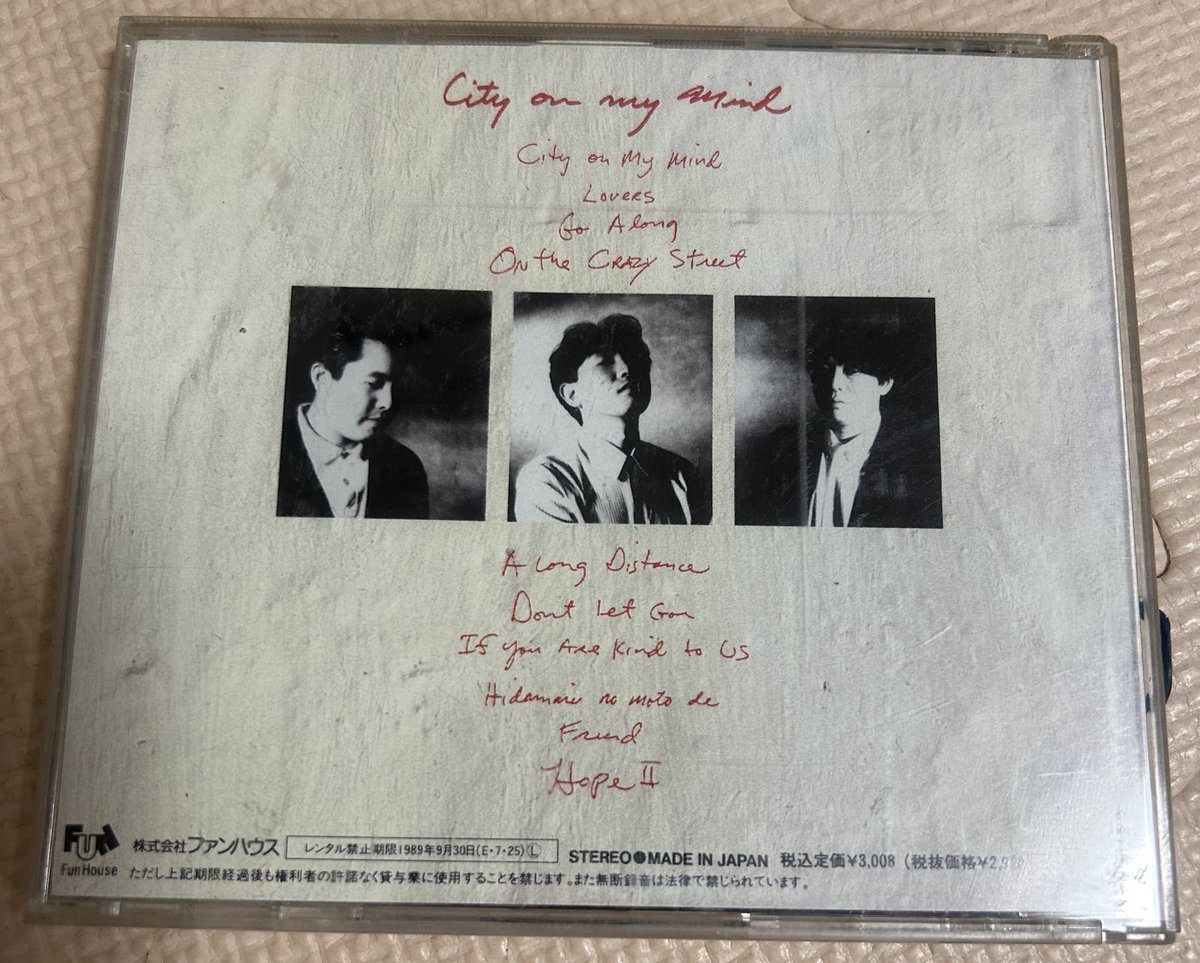 City on my Mind
City on My Mind
Lovers
Go Along
On the CRAZY Street
A Long Distance
Don't Let Go
If You Are Kind to US
Hidamari no moto de
Friend
Hope II
FUN
Fun House
株式会社ファンハウス
レンタル禁止期限1989年9月30日(E・7・25)Ⓛ
STEREO●MADE IN JAPAN 税込定価¥3,008(税抜価格¥2,9
ただし上記期限経過後も権利者の許諾なく貸与業に使用することを禁じます。また無断録音は法律で禁じられています。